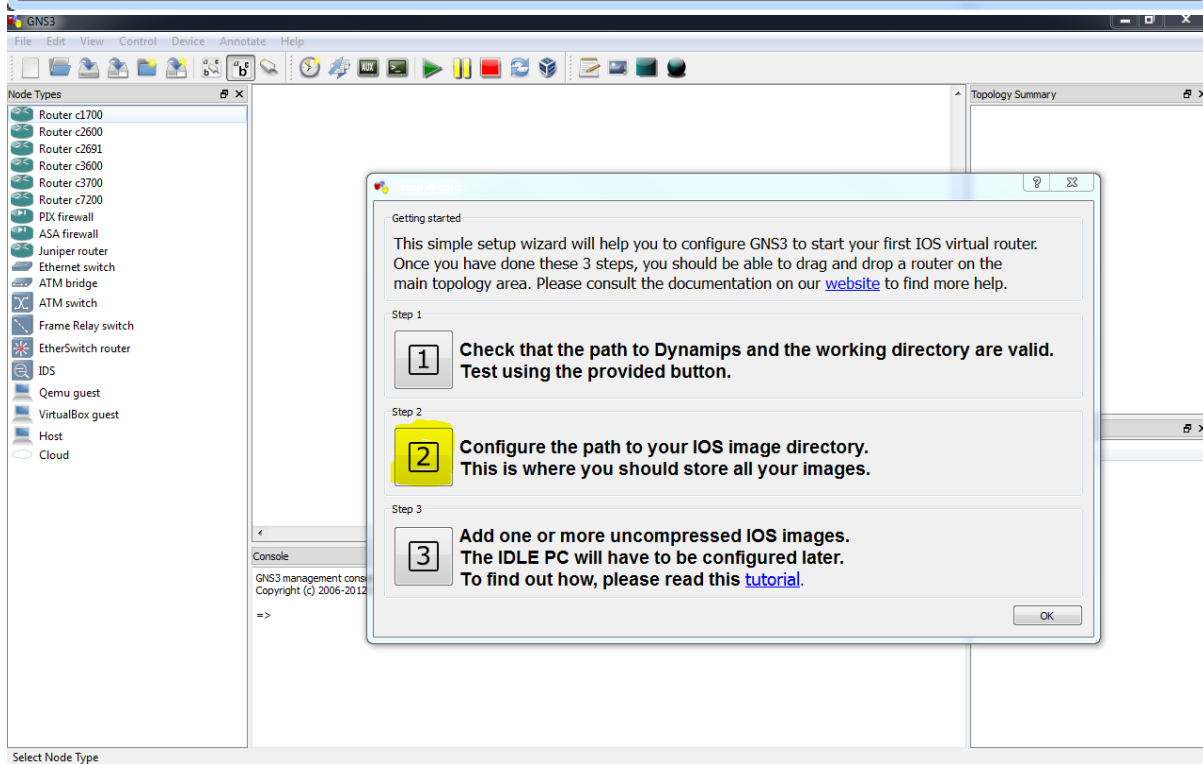 GNS3
File Edit View Control Device Annotate Help
AUX
Node Types
Topology Summary
Router c1700
Router c2600
Router c2691
Router c3600
Router c3700
Router c7200
PIX firewall
ASA firewall
Juniper router
Ethernet switch
ATM bridge
ATM switch
Frame Relay switch
EtherSwitch router
IDS
Qemu guest
VirtualBox guest
Host
Cloud
Getting started
This simple setup wizard will help you to configure GNS3 to start your first IOS virtual router.
Once you have done these 3 steps, you should be able to drag and drop a router on the
main topology area. Please consult the documentation on our website to find more help.
Step 1
1
Check that the path to Dynamips and the working directory are valid.
Test using the provided button.
Step 2
2
Configure the path to your IOS image directory.
This is where you should store all your images.
Step 3
3
Add one or more uncompressed IOS images.
The IDLE PC will have to be configured later.
To find out how, please read this tutorial.
OK
Console
GNS3 management cons
Copyright (c) 2006-2012
=>
Select Node Type